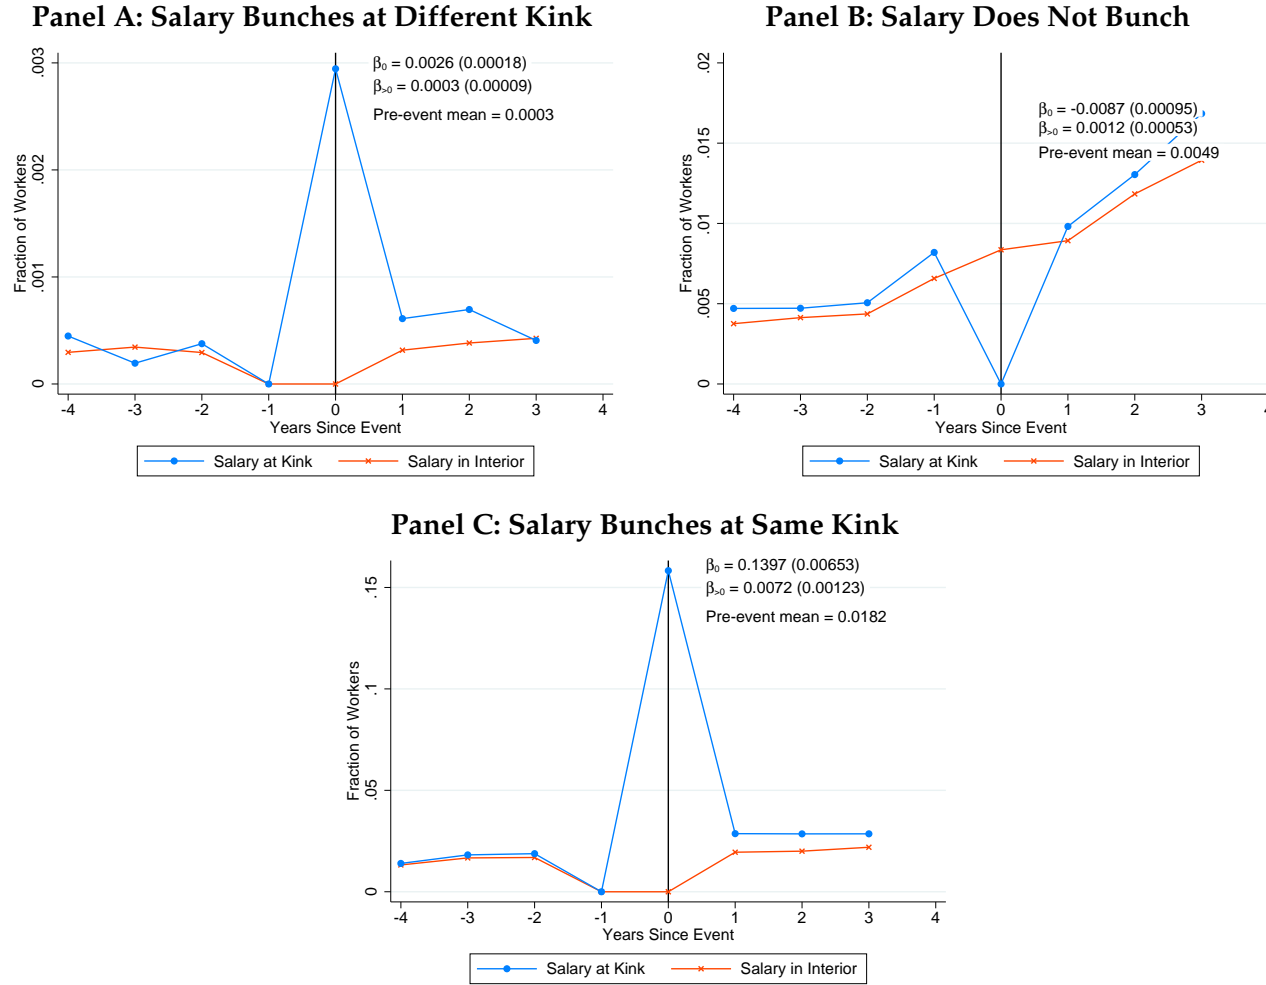 Panel A: Salary Bunches at Different Kink
β₀ = 0.0026 (0.00018)
β>₀ = 0.0003 (0.00009)
Pre-event mean = 0.0003
Fraction of Workers
.003
.002
.001
0
-4 -3 -2 -1 0 1 2 3 4
Years Since Event
Salary at Kink Salary in Interior
Panel B: Salary Does Not Bunch
β₀ = -0.0087 (0.00095)
β>₀ = 0.0012 (0.00053)
Pre-event mean = 0.0049
Fraction of Workers
.02
.015
.01
.005
0
-4 -3 -2 -1 0 1 2 3
Years Since Event
Salary at Kink Salary in Interior
Panel C: Salary Bunches at Same Kink
β₀ = 0.1397 (0.00653)
β>₀ = 0.0072 (0.00123)
Pre-event mean = 0.0182
Fraction of Workers
.15
.1
.05
0
-4 -3 -2 -1 0 1 2 3 4
Years Since Event
Salary at Kink Salary in Interior